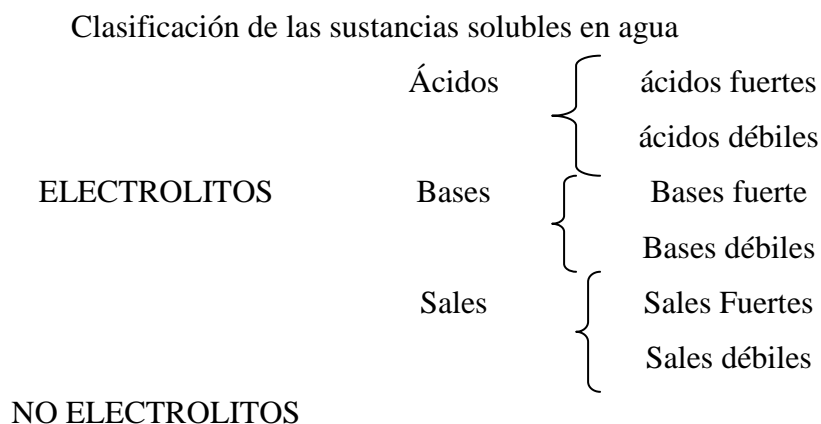 Clasificación de las sustancias solubles en agua
Ácidos ácidos fuertes
ácidos débiles
ELECTROLITOS Bases Bases fuerte
Bases débiles
Sales Sales Fuertes
Sales débiles
NO ELECTROLITOS